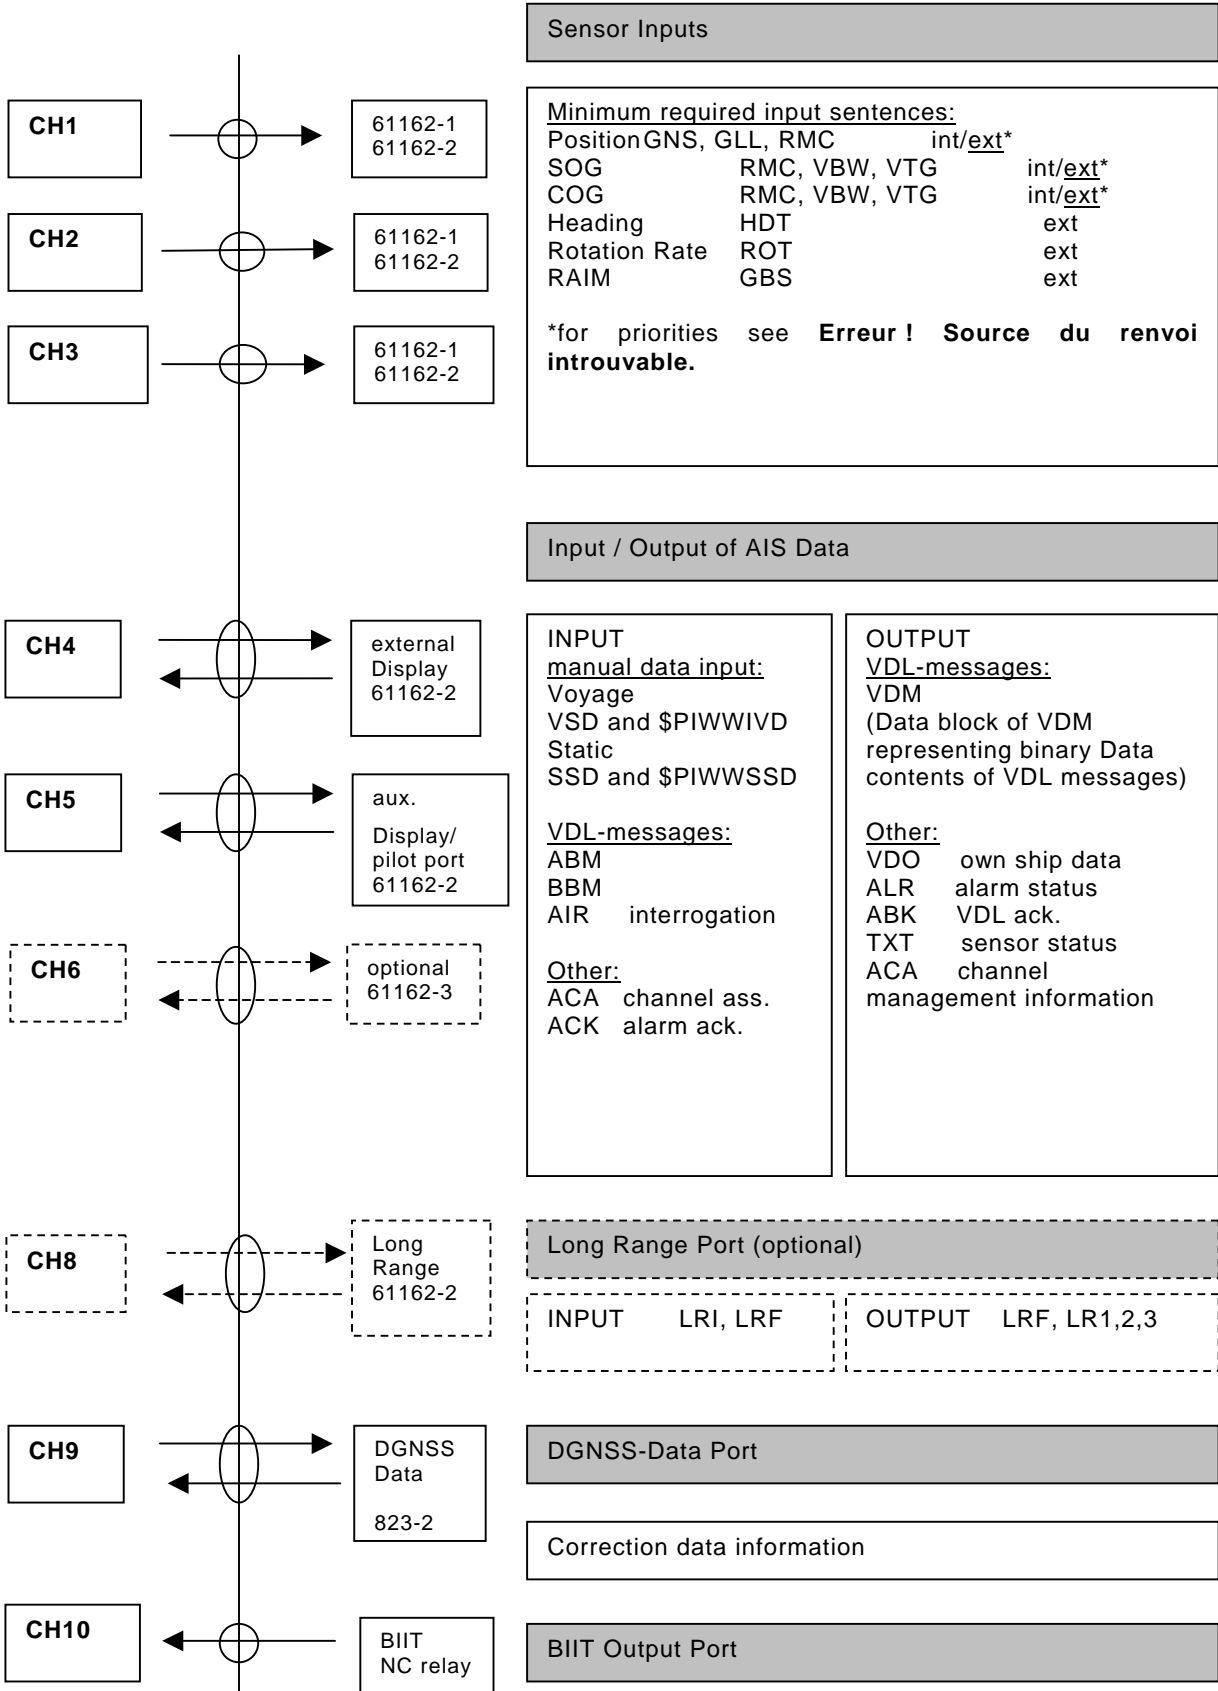 Sensor Inputs
CH1
61162-1
61162-2
Minimum required input sentences:
Position GNS, GLL, RMC int/ext*
SOG RMC, VBW, VTG int/ext*
COG RMC, VBW, VTG int/ext*
Heading HDT ext
Rotation Rate ROT ext
RAIM GBS ext
*for priorities see Erreur ! Source du renvoi
introuvable.
CH2
61162-1
61162-2
CH3
61162-1
61162-2
Input / Output of AIS Data
CH4
external
Display
61162-2
CH5
aux.
Display/
pilot port
61162-2
CH6
optional
61162-3
INPUT
manual data input:
Voyage
VSD and $PIWWIVD
Static
SSD and $PIWWSSD
VDL-messages:
ABM
BBM
AIR interrogation
Other:
ACA channel ass.
ACK alarm ack.
OUTPUT
VDL-messages:
VDM
(Data block of VDM
representing binary Data
contents of VDL messages)
Other:
VDO own ship data
ALR alarm status
ABK VDL ack.
TXT sensor status
ACA channel
management information
CH8
Long
Range
61162-2
Long Range Port (optional)
INPUT LRI, LRF
OUTPUT LRF, LR1,2,3
CH9
DGNSS
Data
823-2
DGNSS-Data Port
Correction data information
CH10
BIIT
NC relay
BIIT Output Port